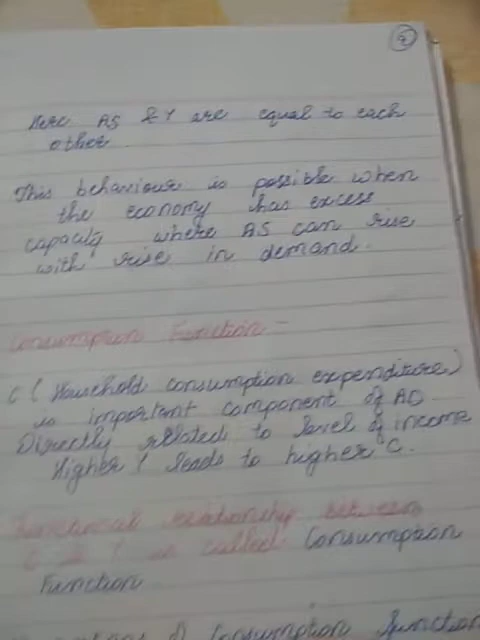 2
Here AS & Y are equal to each
other
This behaviour is possible when
the economy has excess
capacity where AS can rise
with rise in demand.
Consumption Function -
C ( Household consumption expenditure)
is important component of AD
Directly related to level of income
Higher Y leads to higher C.
Functional relationship between
C & Y is called Consumption
Function
of Consumption function